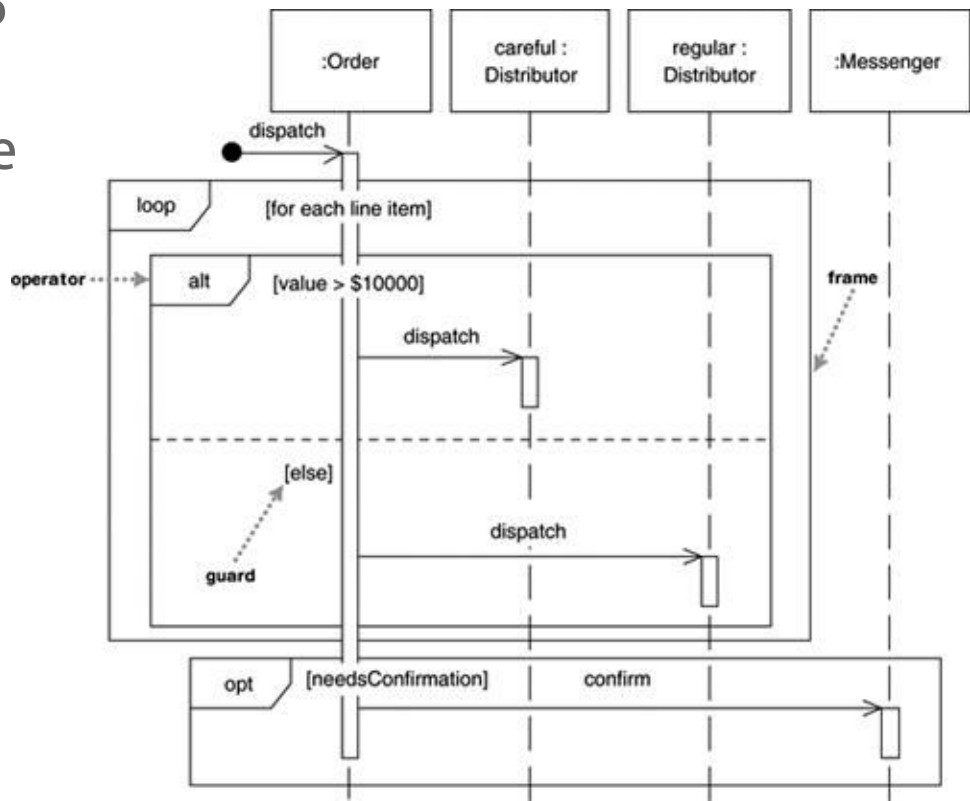 :Order
careful :
Distributor
regular :
Distributor
:Messenger
dispatch
e
loop
[for each line item]
operator
alt
[value > $10000]
frame
dispatch
[else]
dispatch
guard
opt
[needsConfirmation]
confirm